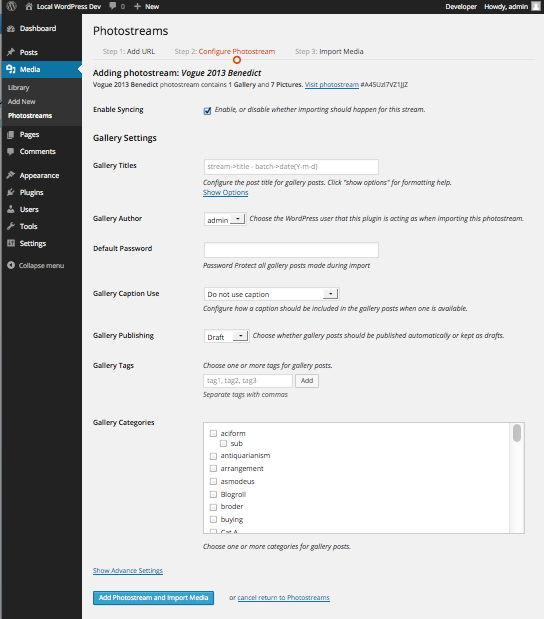 Local WordPress Dev 0 + New Developer Howdy, admin
Dashboard
Posts
Media
Library
Add New
Photostreams
Pages
Comments
Appearance
Plugins
Users
Tools
Settings
Collapse menu
Photostreams
Step 1: Add URL Step 2: Configure Photostream Step 3: Import Media
Adding photostream: Vogue 2013 Benedict
Vogue 2013 Benedict photostream contains 1 Gallery and 7 Pictures. Visit photostream #A45Uzl7VZ1JJZ
Enable Syncing Enable, or disable whether importing should happen for this stream.
Gallery Settings
Gallery Titles stream->title - batch->date(Y-m-d)
Configure the post title for gallery posts. Click "show options" for formatting help.
Show Options
Gallery Author admin Choose the WordPress user that this plugin is acting as when importing this photostream.
Default Password
Password Protect all gallery posts made during import
Gallery Caption Use Do not use caption
Configure how a caption should be included in the gallery posts when one is available.
Gallery Publishing Draft Choose whether gallery posts should be published automatically or kept as drafts.
Gallery Tags Choose one or more tags for gallery posts.
tag1, tag2, tag3 Add
Separate tags with commas
Gallery Categories
aciform
sub
antiquarianism
arrangement
asmodeus
Blogroll
broder
buying
Cat A
Choose one or more categories for gallery posts.
Show Advance Settings
Add Photostream and Import Media or cancel return to Photostreams